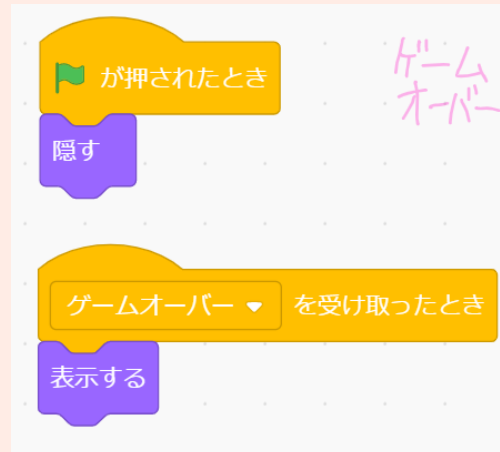 が押されたとき
隠す
ゲーム
オーバー
ゲームオーバー を受け取ったとき
表示する